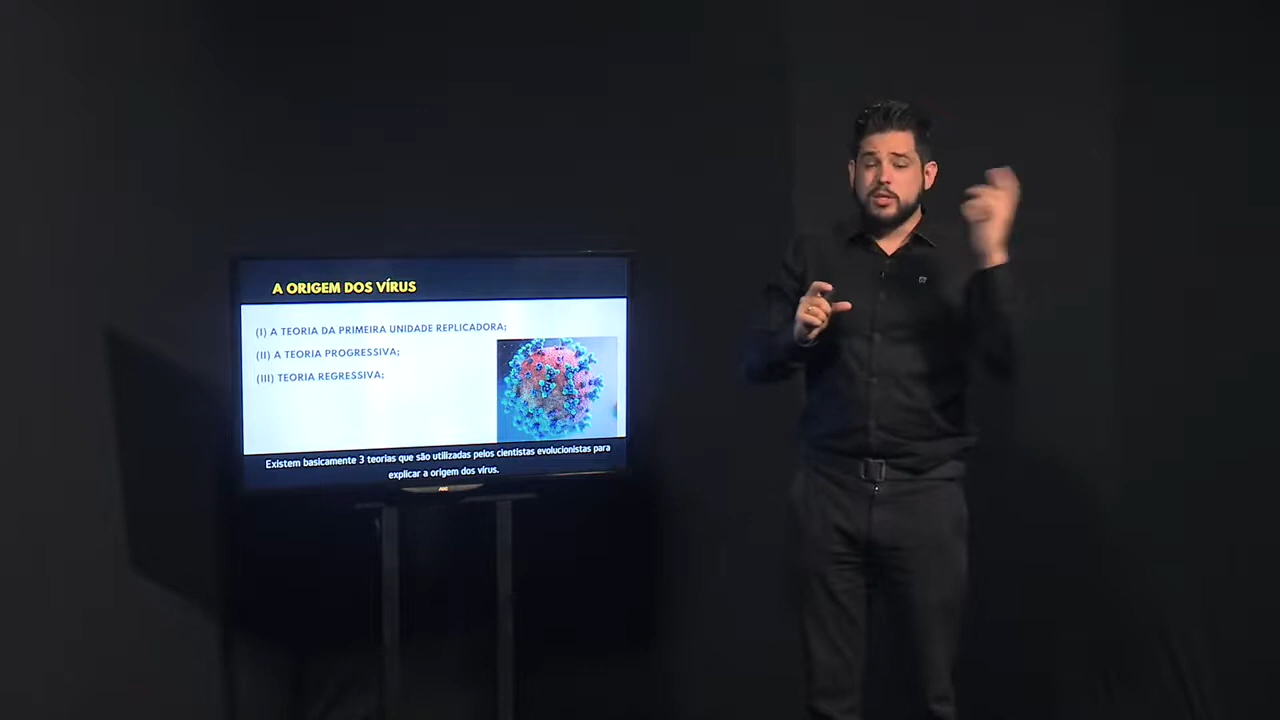 A ORIGEM DOS VÍRUS
(I) A TEORIA DA PRIMEIRA UNIDADE REPLICADORA;
(II) A TEORIA PROGRESSIVA;
(III) TEORIA REGRESSIVA;
Existem basicamente 3 teorias que são utilizadas pelos cientistas evolucionistas para
explicar a origem dos vírus.
AOC